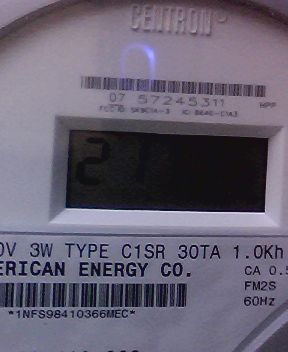 CENTRON
07 57245311
FCC ID: SK9C1A-3 IC: 864G-C1A3
27
0V 3W TYPE C1SR 30TA 1.0Kh
ERICAN ENERGY CO.
CA 0.5
FM2S
60Hz
*1NFS98410366MEC*